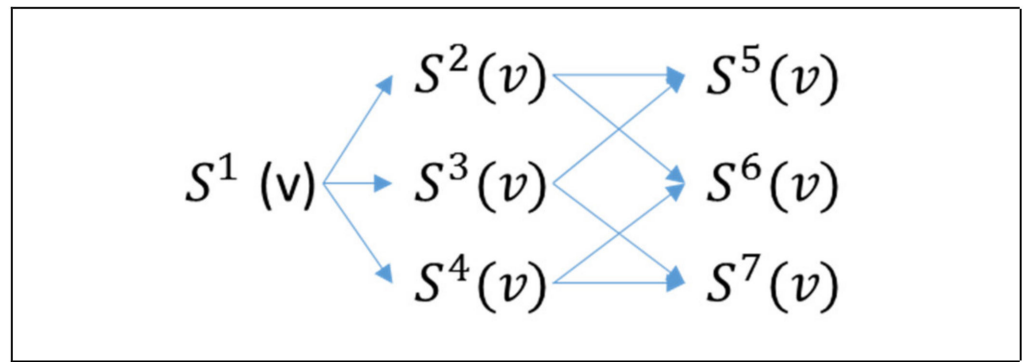 S² (v) S⁵ (v)
S¹ (v) S³ (v) S⁶ (v)
S⁴ (v) S⁷ (v)